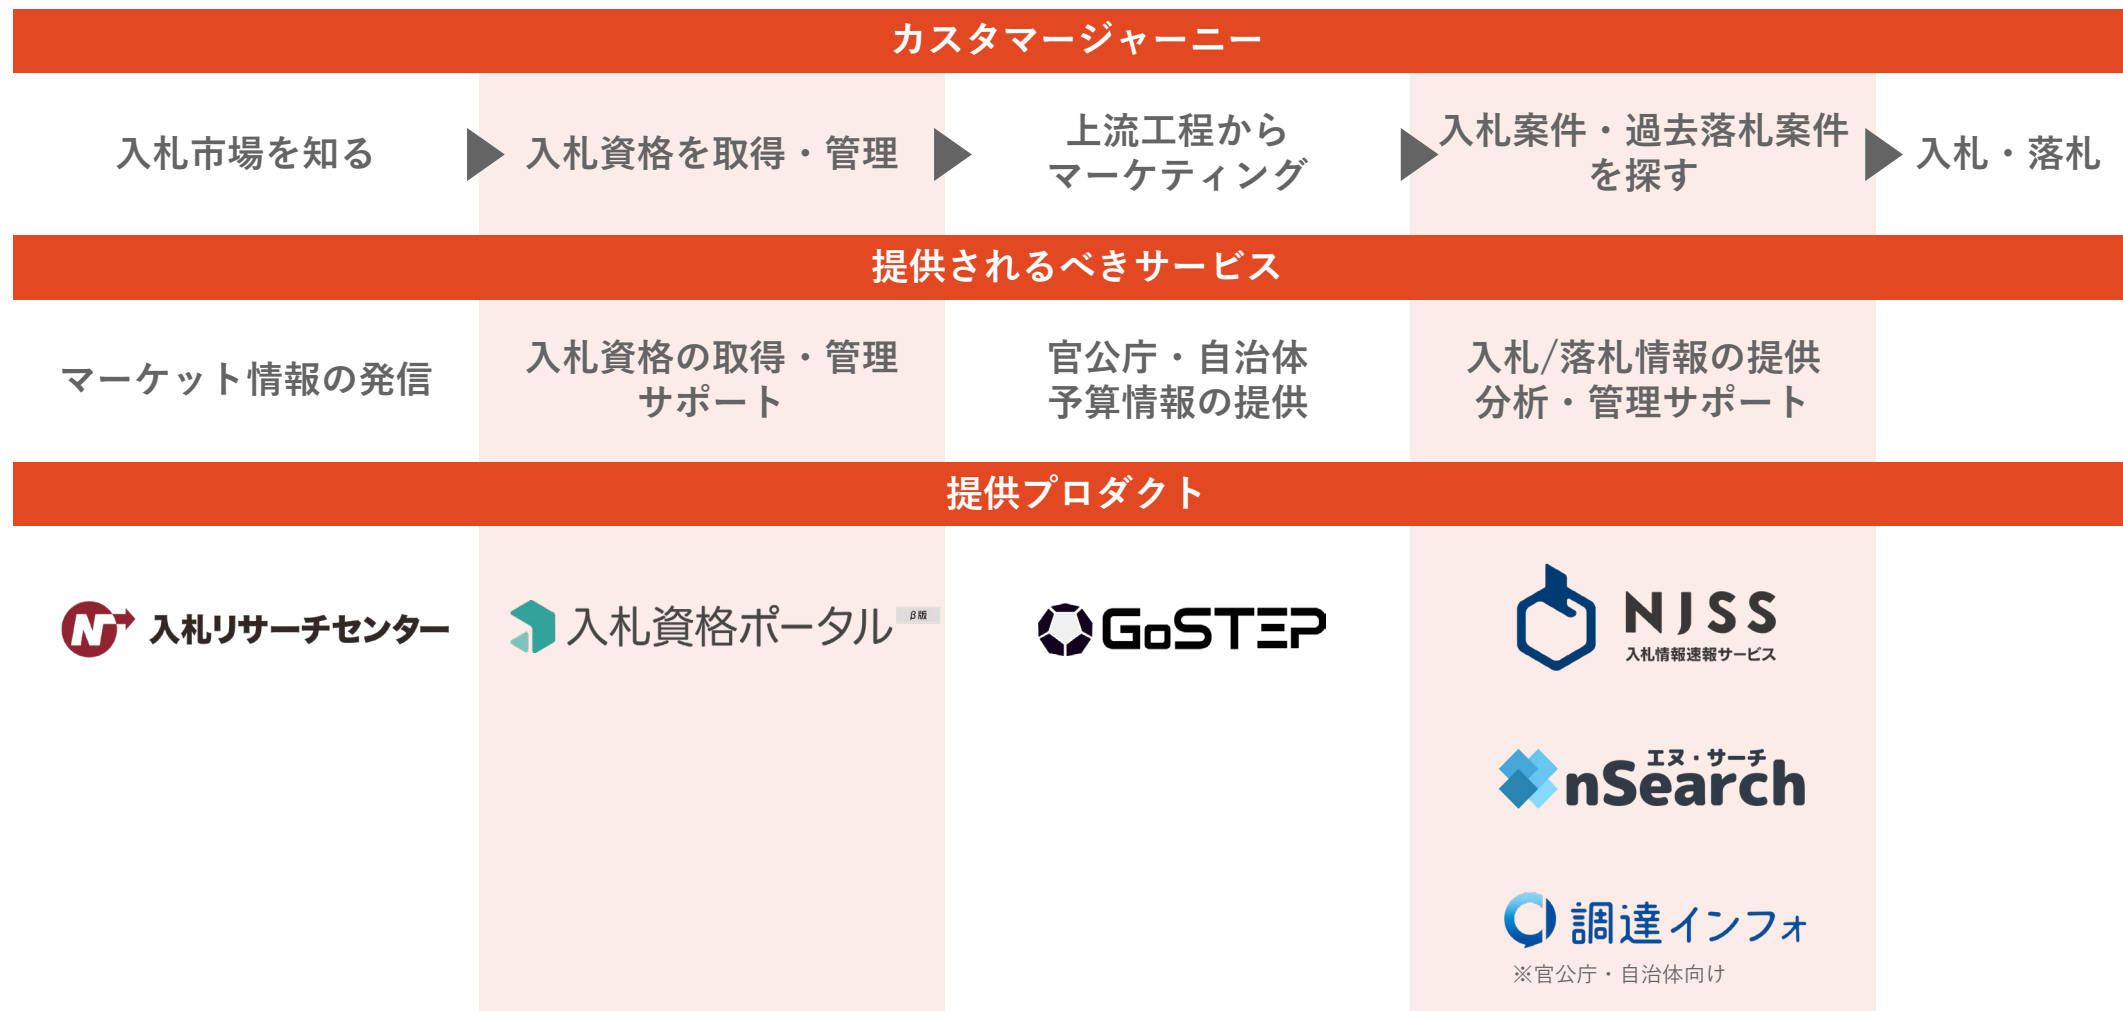 カスタマージャーニー
入札市場を知る
入札資格を取得・管理
上流工程から
マーケティング
入札案件・過去落札案件
を探す
入札・落札
提供されるべきサービス
マーケット情報の発信
入札資格の取得・管理
サポート
官公庁・自治体
予算情報の提供
入札/落札情報の提供
分析・管理サポート
提供プロダクト
入札リサーチセンター
入札資格ポータル β版
GoSTEP
NJSS
入札情報速報サービス
エヌ・サーチ
nSearch
調達インフォ
※官公庁・自治体向け